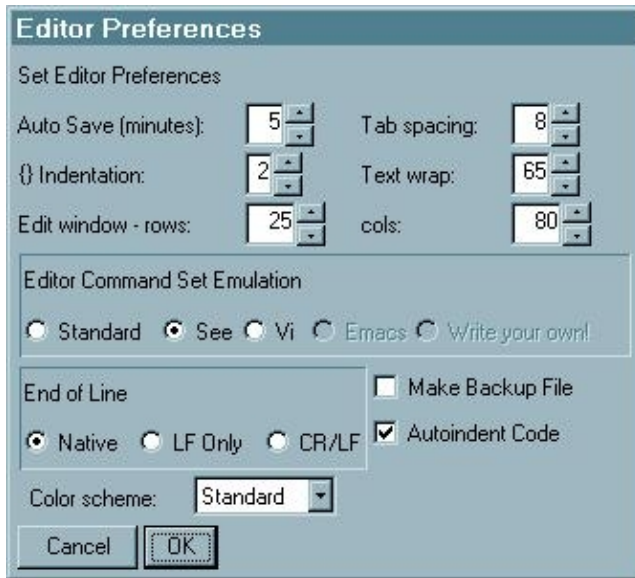 Editor Preferences
Set Editor Preferences
Auto Save (minutes): 5 Tab spacing: 8
{} Indentation: 2 Text wrap: 65
Edit window - rows: 25 cols: 80
Editor Command Set Emulation
Standard See Vi Emacs Write your own!
End of Line
Make Backup File
Native LF Only CR/LF
Autoindent Code
Color scheme: Standard
Cancel OK